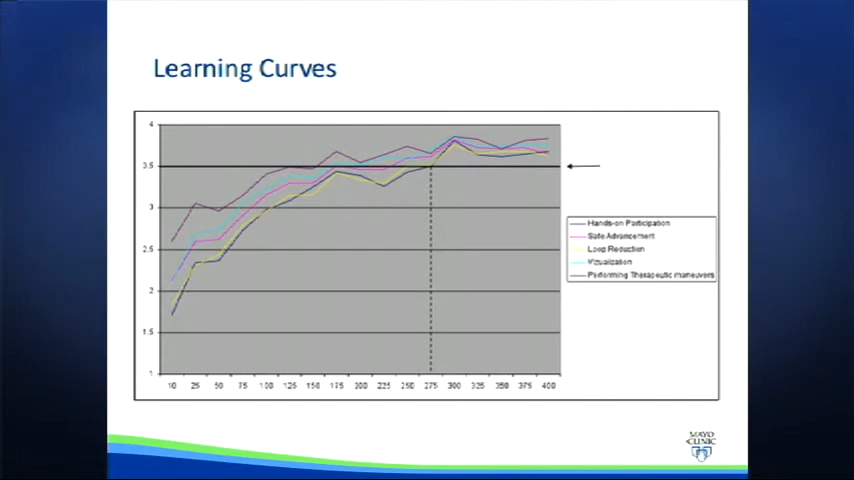 Learning Curves
4
3.5
3
2.5
2
1.5
1
10 25 50 75 100 125 150 175 200 225 250 275 300 325 350 375 400
Hands-on Participation
Safe Advancement
Loop Reduction
Vizualization
Performing Therapeutic maneuvers
MAYO
CLINIC